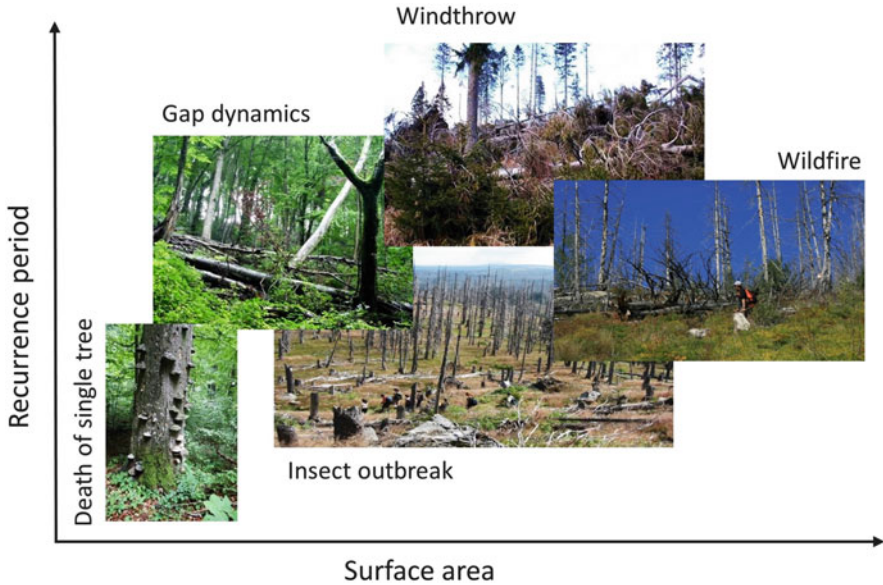 Windthrow
Gap dynamics
Wildfire
Recurrence period
Death of single tree
Insect outbreak
Surface area